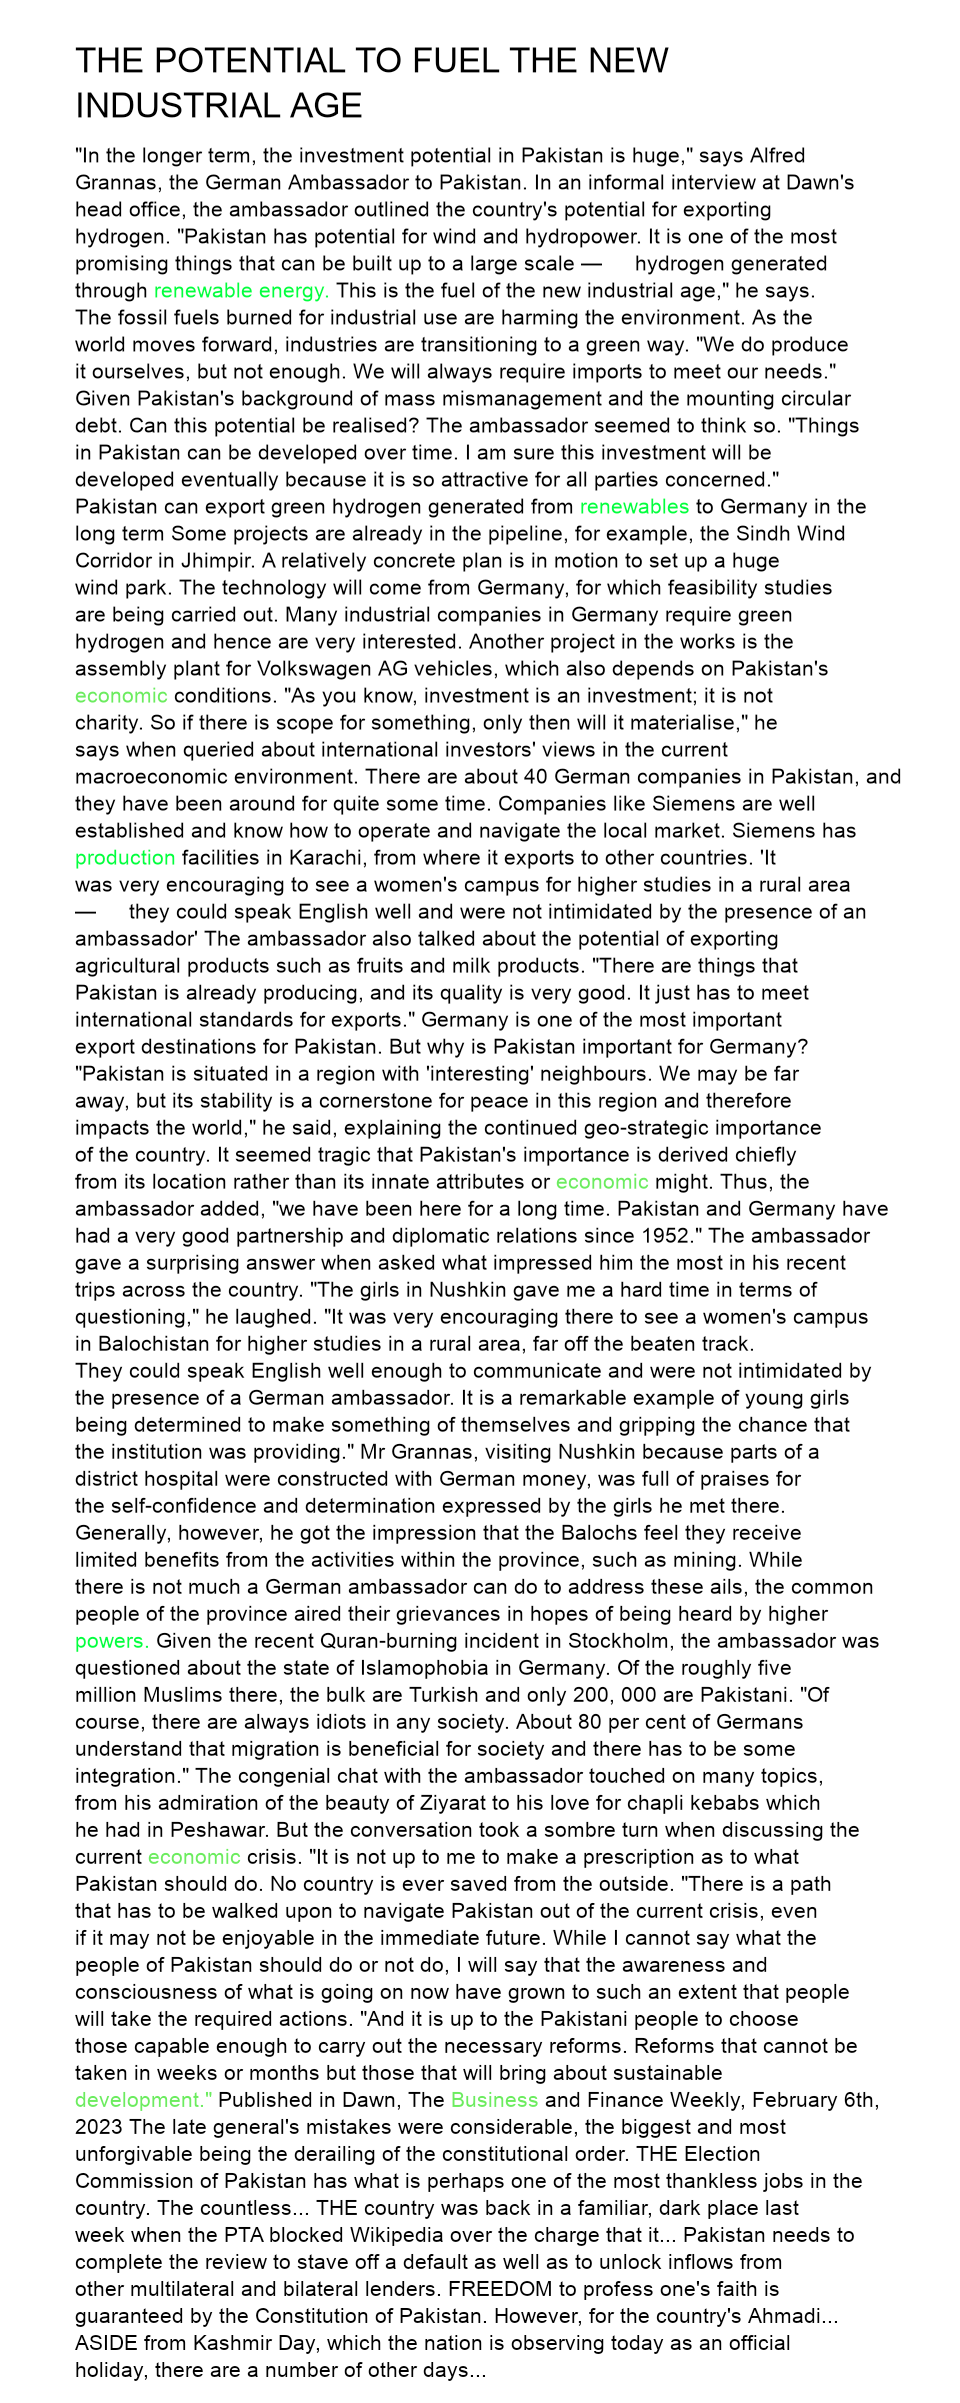 THE POTENTIAL TO FUEL THE NEW
INDUSTRIAL AGE
"In the longer term, the investment potential in Pakistan is huge," says Alfred
Grannas, the German Ambassador to Pakistan. In an informal interview at Dawn's
head office, the ambassador outlined the country's potential for exporting
hydrogen. "Pakistan has potential for wind and hydropower. It is one of the most
promising things that can be built up to a large scale — hydrogen generated
through renewable energy. This is the fuel of the new industrial age," he says.
The fossil fuels burned for industrial use are harming the environment. As the
world moves forward, industries are transitioning to a green way. "We do produce
it ourselves, but not enough. We will always require imports to meet our needs."
Given Pakistan's background of mass mismanagement and the mounting circular
debt. Can this potential be realised? The ambassador seemed to think so. "Things
in Pakistan can be developed over time. I am sure this investment will be
developed eventually because it is so attractive for all parties concerned."
Pakistan can export green hydrogen generated from renewables to Germany in the
long term Some projects are already in the pipeline, for example, the Sindh Wind
Corridor in Jhimpir. A relatively concrete plan is in motion to set up a huge
wind park. The technology will come from Germany, for which feasibility studies
are being carried out. Many industrial companies in Germany require green
hydrogen and hence are very interested. Another project in the works is the
assembly plant for Volkswagen AG vehicles, which also depends on Pakistan's
economic conditions. "As you know, investment is an investment; it is not
charity. So if there is scope for something, only then will it materialise," he
says when queried about international investors' views in the current
macroeconomic environment. There are about 40 German companies in Pakistan, and
they have been around for quite some time. Companies like Siemens are well
established and know how to operate and navigate the local market. Siemens has
production facilities in Karachi, from where it exports to other countries. 'It
was very encouraging to see a women's campus for higher studies in a rural area
— they could speak English well and were not intimidated by the presence of an
ambassador' The ambassador also talked about the potential of exporting
agricultural products such as fruits and milk products. "There are things that
Pakistan is already producing, and its quality is very good. It just has to meet
international standards for exports." Germany is one of the most important
export destinations for Pakistan. But why is Pakistan important for Germany?
"Pakistan is situated in a region with 'interesting' neighbours. We may be far
away, but its stability is a cornerstone for peace in this region and therefore
impacts the world," he said, explaining the continued geo-strategic importance
of the country. It seemed tragic that Pakistan's importance is derived chiefly
from its location rather than its innate attributes or economic might. Thus, the
ambassador added, "we have been here for a long time. Pakistan and Germany have
had a very good partnership and diplomatic relations since 1952." The ambassador
gave a surprising answer when asked what impressed him the most in his recent
trips across the country. "The girls in Nushkin gave me a hard time in terms of
questioning," he laughed. "It was very encouraging there to see a women's campus
in Balochistan for higher studies in a rural area, far off the beaten track.
They could speak English well enough to communicate and were not intimidated by
the presence of a German ambassador. It is a remarkable example of young girls
being determined to make something of themselves and gripping the chance that
the institution was providing." Mr Grannas, visiting Nushkin because parts of a
district hospital were constructed with German money, was full of praises for
the self-confidence and determination expressed by the girls he met there.
Generally, however, he got the impression that the Balochs feel they receive
limited benefits from the activities within the province, such as mining. While
there is not much a German ambassador can do to address these ails, the common
people of the province aired their grievances in hopes of being heard by higher
powers. Given the recent Quran-burning incident in Stockholm, the ambassador was
questioned about the state of Islamophobia in Germany. Of the roughly five
million Muslims there, the bulk are Turkish and only 200, 000 are Pakistani. "Of
course, there are always idiots in any society. About 80 per cent of Germans
understand that migration is beneficial for society and there has to be some
integration." The congenial chat with the ambassador touched on many topics,
from his admiration of the beauty of Ziyarat to his love for chapli kebabs which
he had in Peshawar. But the conversation took a sombre turn when discussing the
current economic crisis. "It is not up to me to make a prescription as to what
Pakistan should do. No country is ever saved from the outside. "There is a path
that has to be walked upon to navigate Pakistan out of the current crisis, even
if it may not be enjoyable in the immediate future. While I cannot say what the
people of Pakistan should do or not do, I will say that the awareness and
consciousness of what is going on now have grown to such an extent that people
will take the required actions. "And it is up to the Pakistani people to choose
those capable enough to carry out the necessary reforms. Reforms that cannot be
taken in weeks or months but those that will bring about sustainable
development." Published in Dawn, The Business and Finance Weekly, February 6th,
2023 The late general's mistakes were considerable, the biggest and most
unforgivable being the derailing of the constitutional order. THE Election
Commission of Pakistan has what is perhaps one of the most thankless jobs in the
country. The countless... THE country was back in a familiar, dark place last
week when the PTA blocked Wikipedia over the charge that it... Pakistan needs to
complete the review to stave off a default as well as to unlock inflows from
other multilateral and bilateral lenders. FREEDOM to profess one's faith is
guaranteed by the Constitution of Pakistan. However, for the country's Ahmadi...
ASIDE from Kashmir Day, which the nation is observing today as an official
holiday, there are a number of other days...